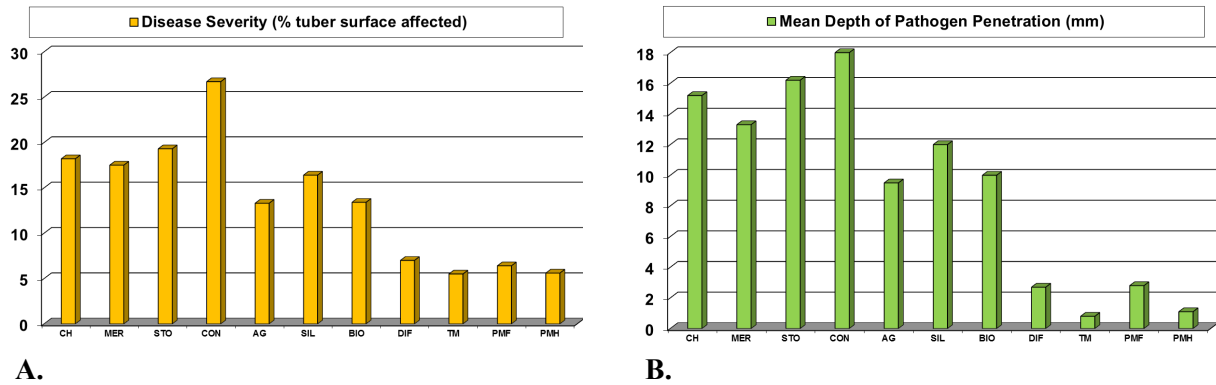 Disease Severity (% tuber surface affected)
30
25
20
15
10
5
0
CH MER STO CON AG SIL BIO DIF TM PMF PMH
A.
Mean Depth of Pathogen Penetration (mm)
18
16
14
12
10
8
6
4
2
0
CH MER STO CON AG SIL BIO DIF TM PMF PMH
B.